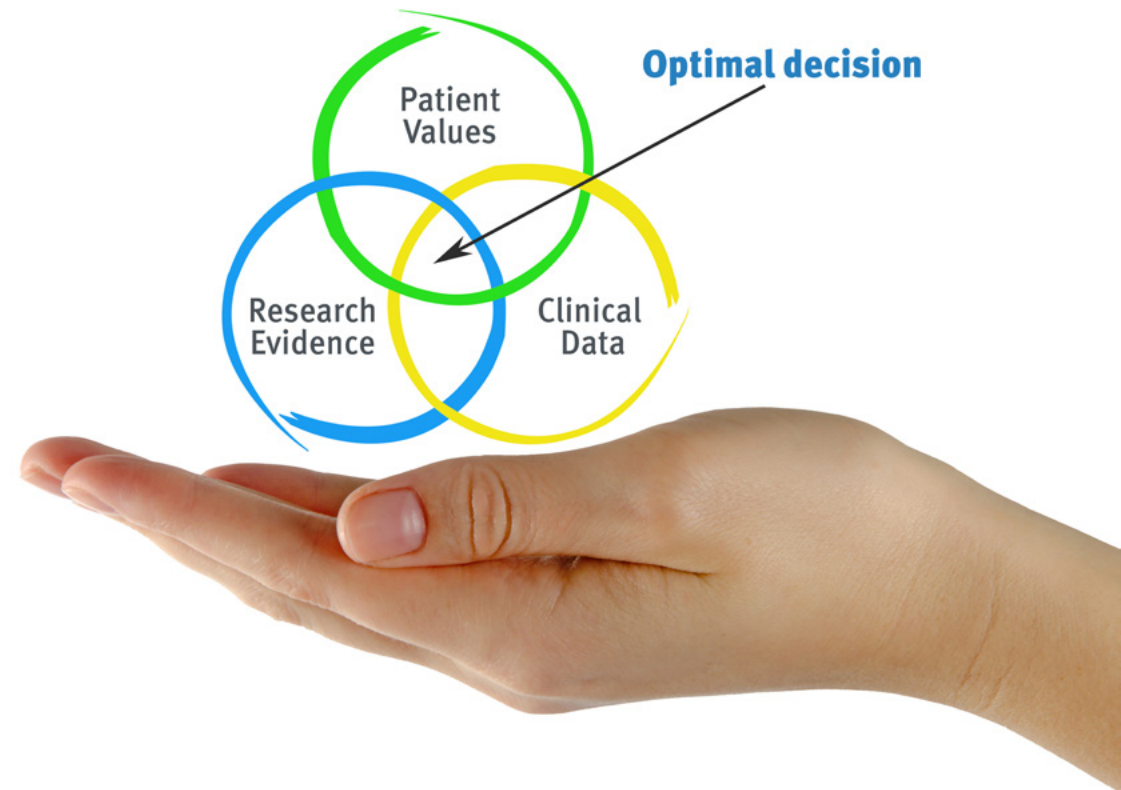 Optimal decision
Patient
Values
Research
Evidence
Clinical
Data